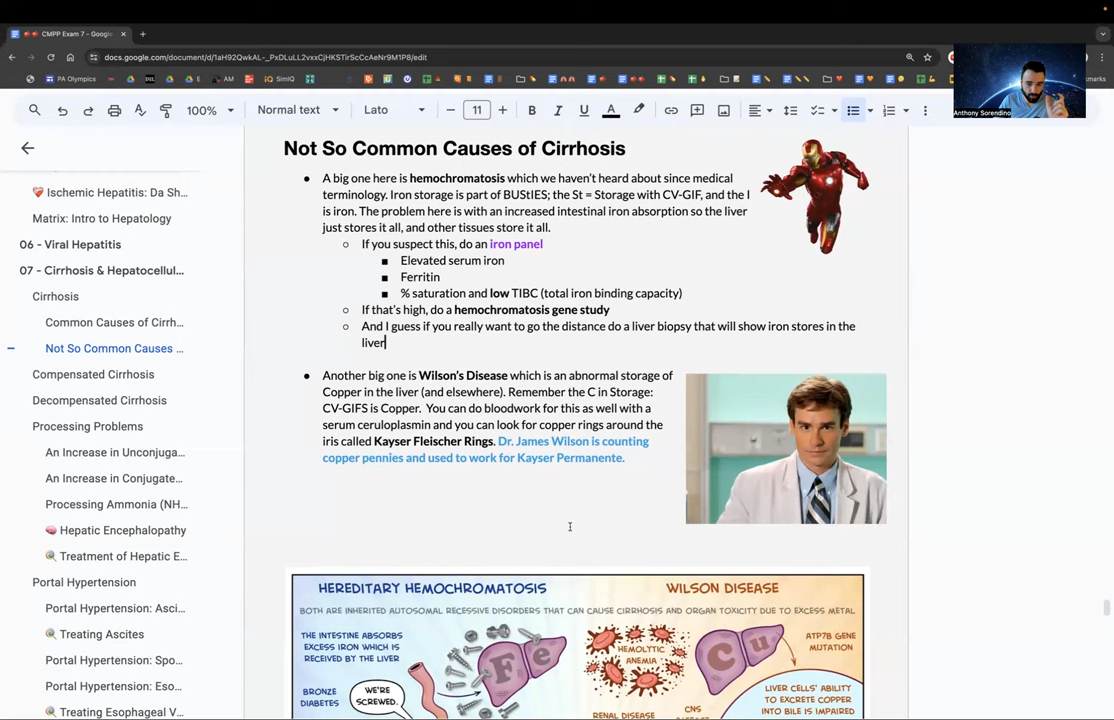 CMPP Exam 7 - Google
docs.google.com/document/d/1aH92QwkAL-_PxDLuLL2vxxCjHKSTirScCcAeNr9M1P8/edit
PA Olympics
AM
iQ SimIQ
Anthony Sorendino
100%
Normal text
Lato
11
Ischemic Hepatitis: Da Sh...
Matrix: Intro to Hepatology
06 - Viral Hepatitis
07 - Cirrhosis & Hepatocellul...
Cirrhosis
Common Causes of Cirrh...
Not So Common Causes ...
Compensated Cirrhosis
Decompensated Cirrhosis
Processing Problems
An Increase in Unconjuga...
An Increase in Conjugate...
Processing Ammonia (NH...
Hepatic Encephalopathy
Treatment of Hepatic E...
Portal Hypertension
Portal Hypertension: Asci...
Treating Ascites
Portal Hypertension: Spo...
Portal Hypertension: Eso...
Treating Esophageal V...
Not So Common Causes of Cirrhosis
A big one here is hemochromatosis which we haven't heard about since medical
terminology. Iron storage is part of BUStIES; the St = Storage with CV-GIF, and the I
is iron. The problem here is with an increased intestinal iron absorption so the liver
just stores it all, and other tissues store it all.
If you suspect this, do an iron panel
Elevated serum iron
Ferritin
% saturation and low TIBC (total iron binding capacity)
If that's high, do a hemochromatosis gene study
And I guess if you really want to go the distance do a liver biopsy that will show iron stores in the
liver
Another big one is Wilson's Disease which is an abnormal storage of
Copper in the liver (and elsewhere). Remember the C in Storage:
CV-GIFS is Copper.  You can do bloodwork for this as well with a
serum ceruloplasmin and you can look for copper rings around the
iris called Kayser Fleischer Rings. Dr. James Wilson is counting
copper pennies and used to work for Kayser Permanente.
HEREDITARY HEMOCHROMATOSIS
WILSON DISEASE
BOTH ARE INHERITED AUTOSOMAL RECESSIVE DISORDERS THAT CAN CAUSE CIRRHOSIS AND ORGAN TOXICITY DUE TO EXCESS METAL
THE INTESTINE ABSORBS
EXCESS IRON WHICH IS
RECEIVED BY THE LIVER
Fe
BRONZE
DIABETES
WE'RE
SCREWED.
HEMOLYTIC
ANEMIA
Cu
ATP7B GENE
MUTATION
LIVER CELLS' ABILITY
TO EXCRETE COPPER
INTO BILE IS IMPAIRED
RENAL DISEASE
CNS